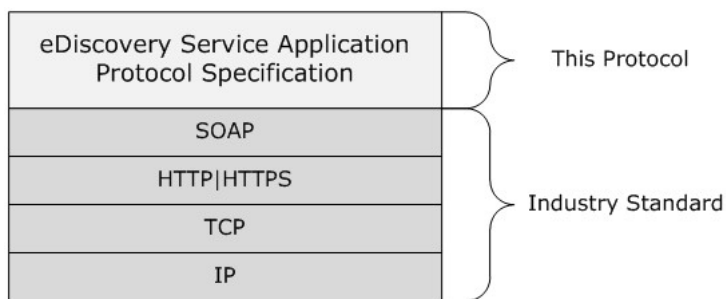 eDiscovery Service Application
Protocol Specification
This Protocol
SOAP
HTTP|HTTPS
TCP
IP
Industry Standard